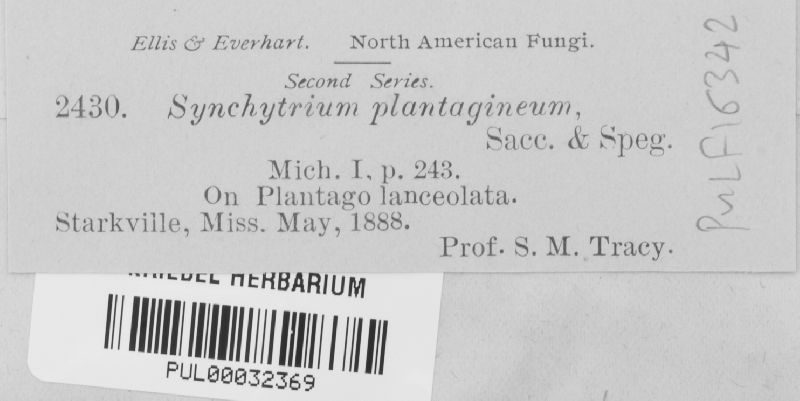 Ellis & Everhart. North American Fungi.
Second Series.
2430. Synchytrium plantagineum,
Sacc. & Speg.
Mich. I, p. 243.
On Plantago lanceolata.
Starkville, Miss. May, 1888.
Prof. S. M. Tracy.
PuLF16342
KRIEBEL HERBARIUM
PUL00032369